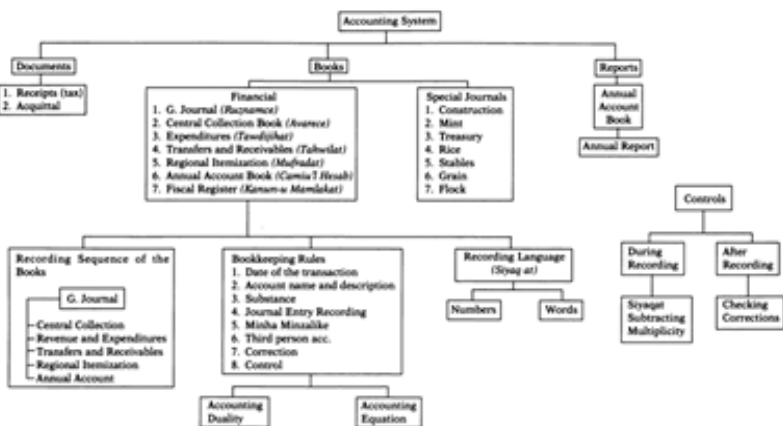 Accounting System
Documents
1. Receipts (tax)
2. Acquittal
Books
Financial
1. G. Journal (Ruznamce)
2. Central Collection Book (Avarece)
3. Expenditures (Tawdjihat)
4. Transfers and Receivables (Tahwilat)
5. Regional Itemization (Mufradat)
6. Annual Account Book (Camiu'l Hesab)
7. Fiscal Register (Kanun-u Mamlakat)
Special Journals
1. Construction
2. Mint
3. Treasury
4. Rice
5. Stables
6. Grain
7. Flock
Reports
Annual
Account
Book
Annual Report
Recording Sequence of the
Books
G. Journal
Central Collection
Revenue and Expenditures
Transfers and Receivables
Regional Itemization
Annual Account
Bookkeeping Rules
1. Date of the transaction
2. Account name and description
3. Substance
4. Journal Entry Recording
5. Minha Minzalike
6. Third person acc.
7. Correction
8. Control
Accounting
Duality
Accounting
Equation
Recording Language
(Siyaq at)
Numbers
Words
Controls
During
Recording
Siyaqat
Subtracting
Multiplicity
After
Recording
Checking
Corrections